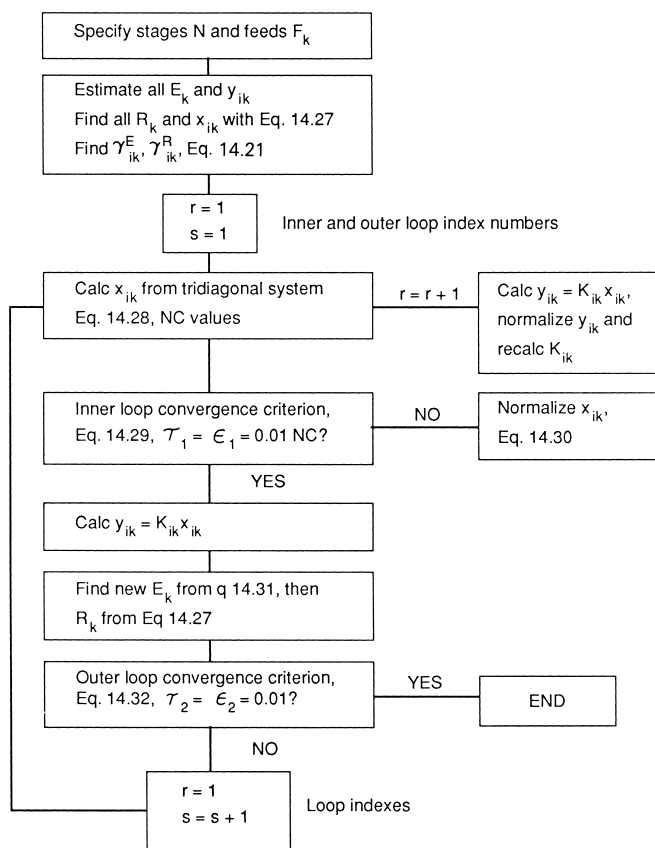 Specify stages N and feeds F_k
Estimate all E_k and y_ik
Find all R_k and x_ik with Eq. 14.27
Find γ^E_ik, γ^R_ik, Eq. 14.21
r = 1
s = 1
Inner and outer loop index numbers
Calc x_ik from tridiagonal system
Eq. 14.28, NC values
r = r + 1
Calc y_ik = K_ik x_ik,
normalize y_ik and
recalc K_ik
Inner loop convergence criterion,
Eq. 14.29, τ_1 = ϵ_1 = 0.01 NC?
NO
Normalize x_ik,
Eq. 14.30
YES
Calc y_ik = K_ik x_ik
Find new E_k from q 14.31, then
R_k from Eq 14.27
Outer loop convergence criterion,
Eq. 14.32, τ_2 = ϵ_2 = 0.01?
YES
END
NO
r = 1
s = s + 1
Loop indexes